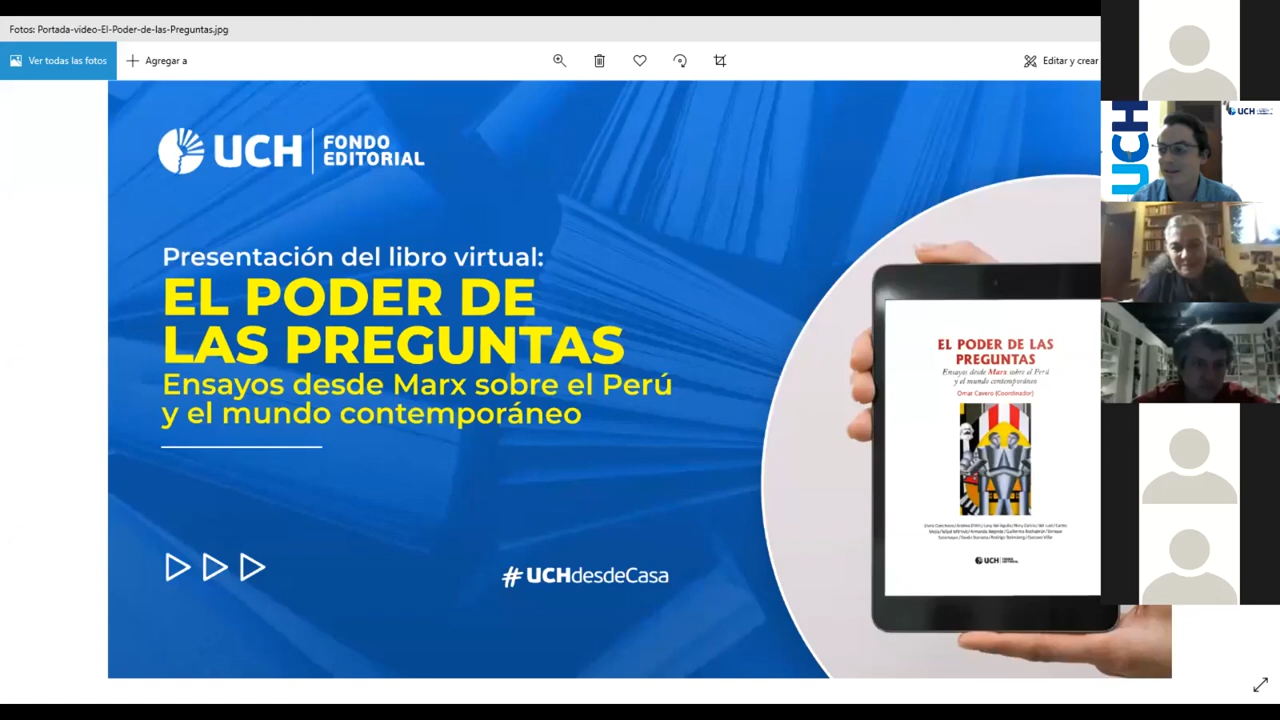 Fotos: Portada-video-El-Poder-de-las-Preguntas.jpg
Ver todas las fotos
Agregar a
Editar y crear
UCH
FONDO
EDITORIAL
Presentación del libro virtual:
EL PODER DE
LAS PREGUNTAS
Ensayos desde Marx sobre el Perú
y el mundo contemporáneo
#UCHdesdeCasa
EL PODER DE LAS
PREGUNTAS
Ensayos desde Marx sobre el Perú
y el mundo contemporáneo
Omar Cavero (Coordinador)
UCH
UCH
UCH